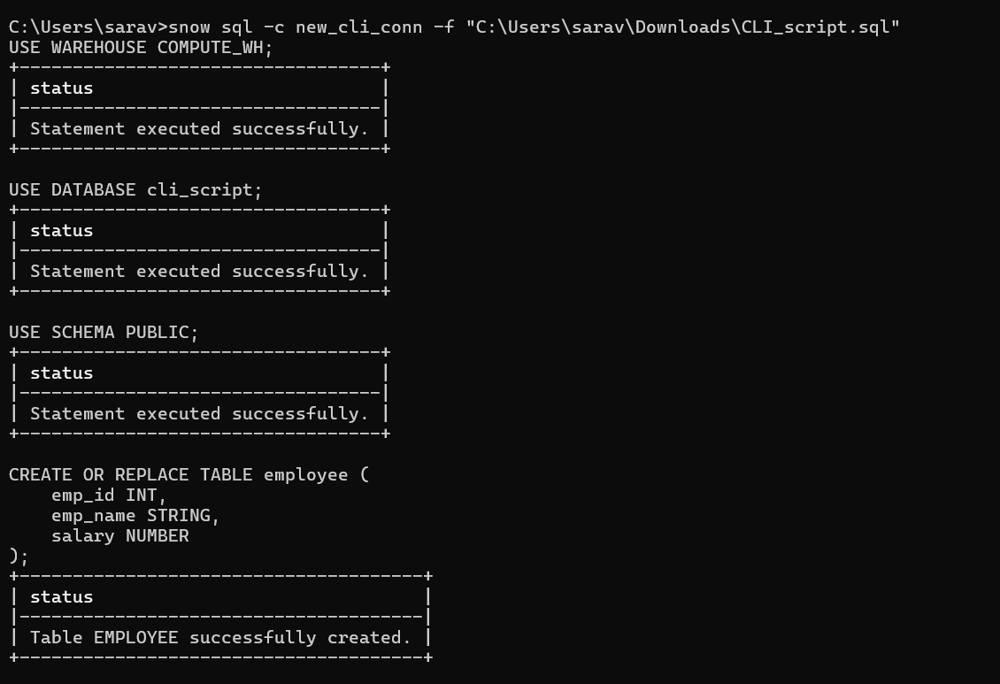 C:\Users\sarav>snow sql -c new_cli_conn -f "C:\Users\sarav\Downloads\CLI_script.sql"
USE WAREHOUSE COMPUTE_WH;
+----------------------------------+
| status                           |
|----------------------------------|
| Statement executed successfully. |
+----------------------------------+

USE DATABASE cli_script;
+----------------------------------+
| status                           |
|----------------------------------|
| Statement executed successfully. |
+----------------------------------+

USE SCHEMA PUBLIC;
+----------------------------------+
| status                           |
|----------------------------------|
| Statement executed successfully. |
+----------------------------------+

CREATE OR REPLACE TABLE employee (
    emp_id INT,
    emp_name STRING,
    salary NUMBER
);
+--------------------------------------+
| status                               |
|--------------------------------------|
| Table EMPLOYEE successfully created. |
+--------------------------------------+